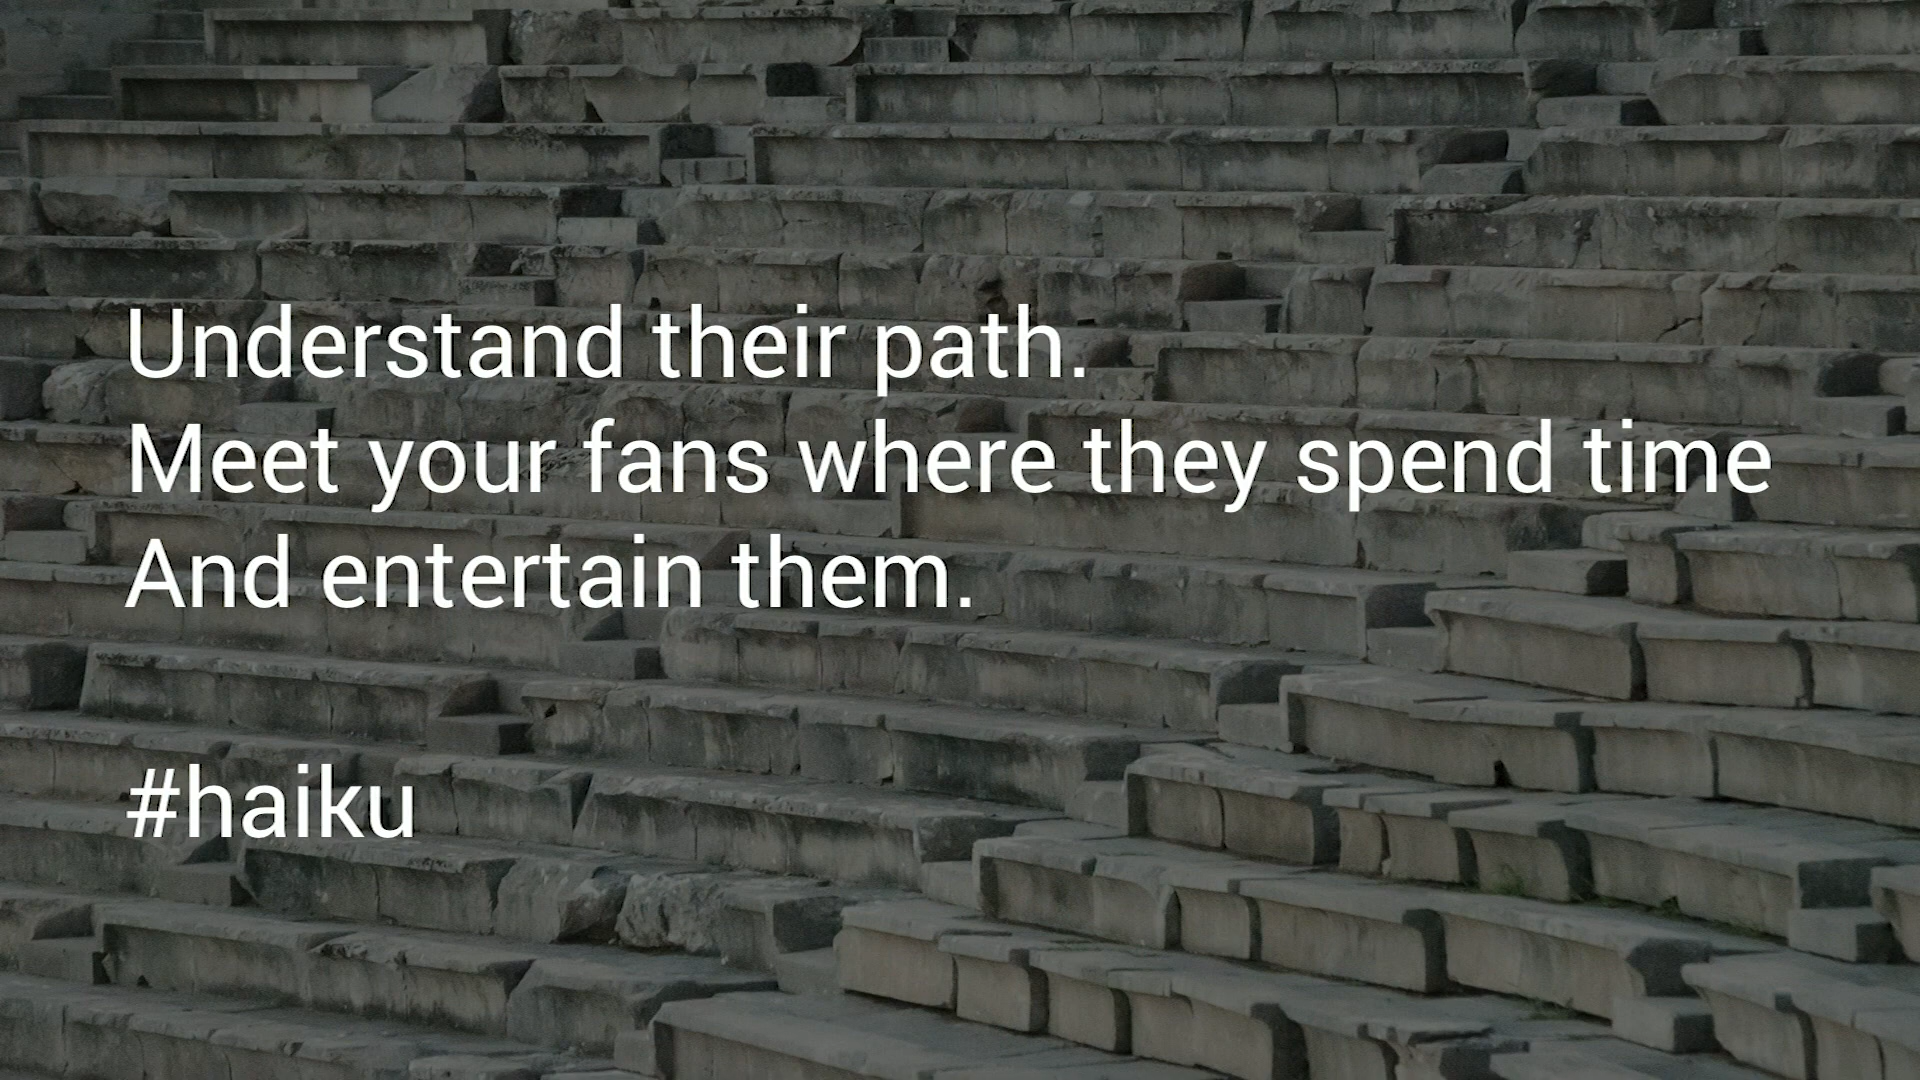 Understand their path.
Meet your fans where they spend time
And entertain them.
#haiku